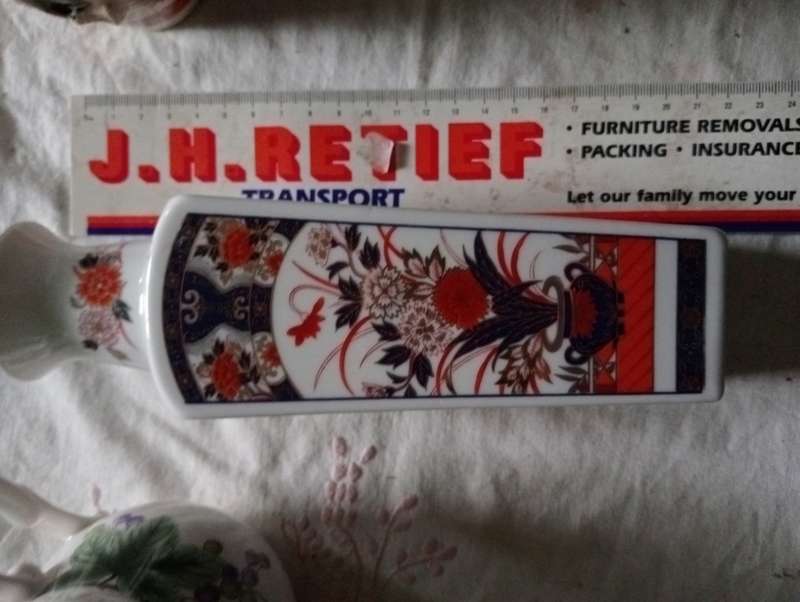 J.H.RETIEF
TRANSPORT
• FURNITURE REMOVALS
• PACKING • INSURANCE
Let our family move your